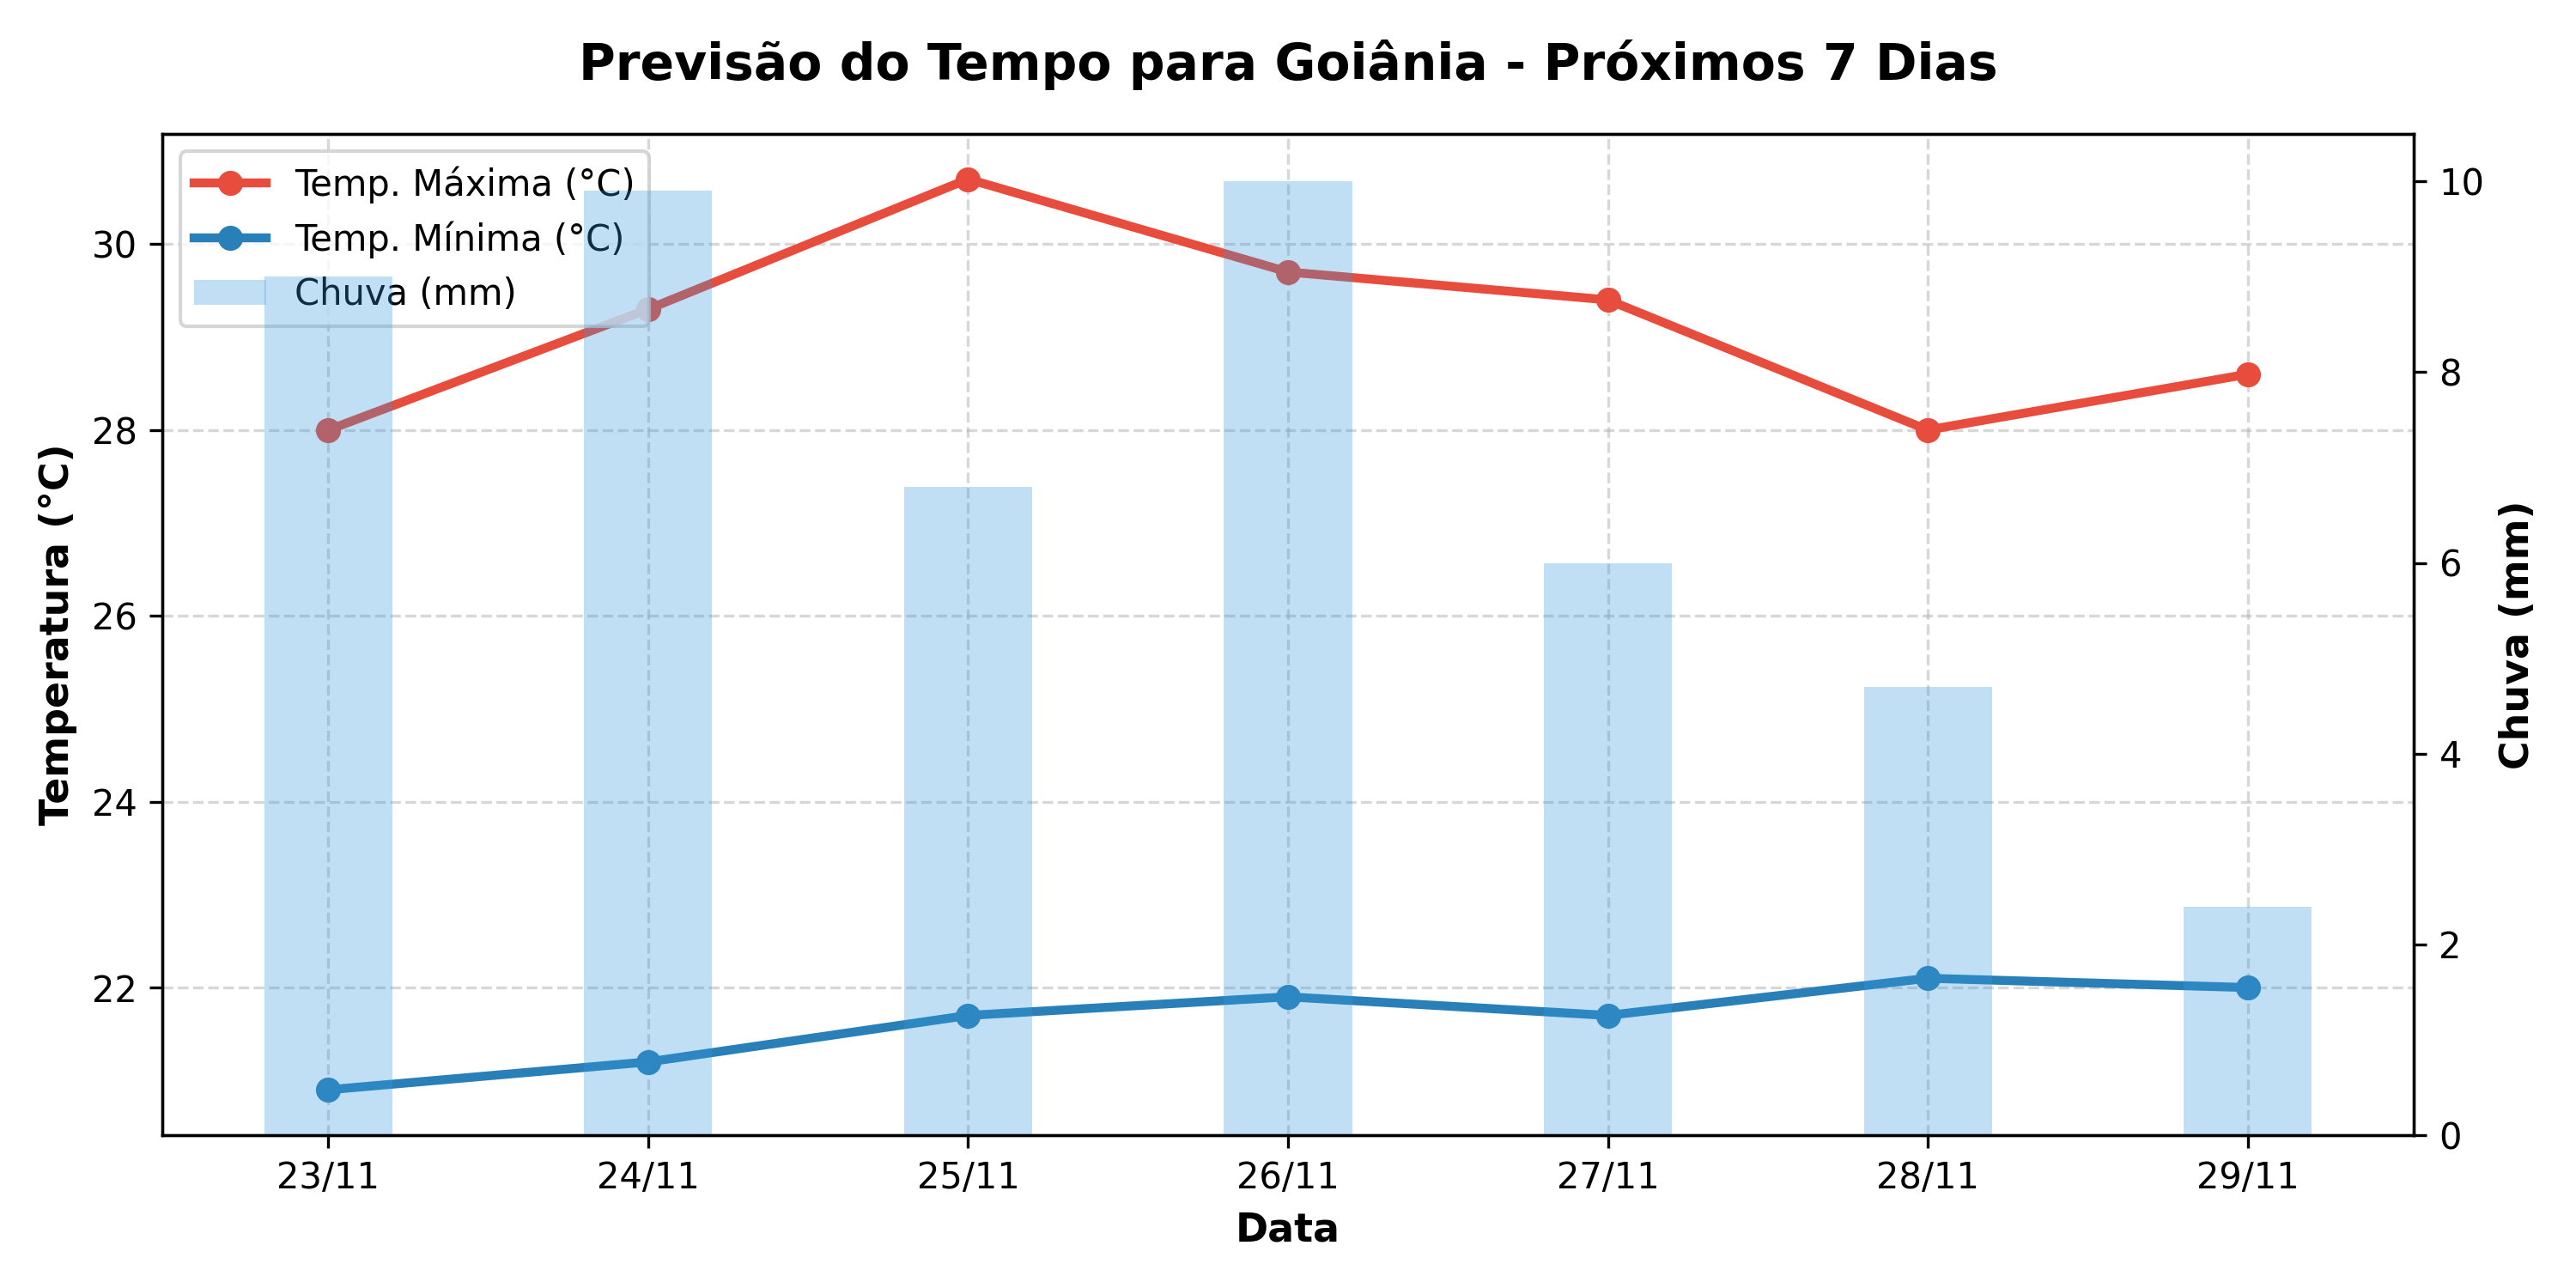 Previsão do Tempo para Goiânia - Próximos 7 Dias
Temp. Máxima (°C)
Temp. Mínima (°C)
Chuva (mm)
Temperatura (°C)
30
28
26
24
22
Chuva (mm)
10
8
6
4
2
0
23/11 24/11 25/11 26/11 27/11 28/11 29/11
Data